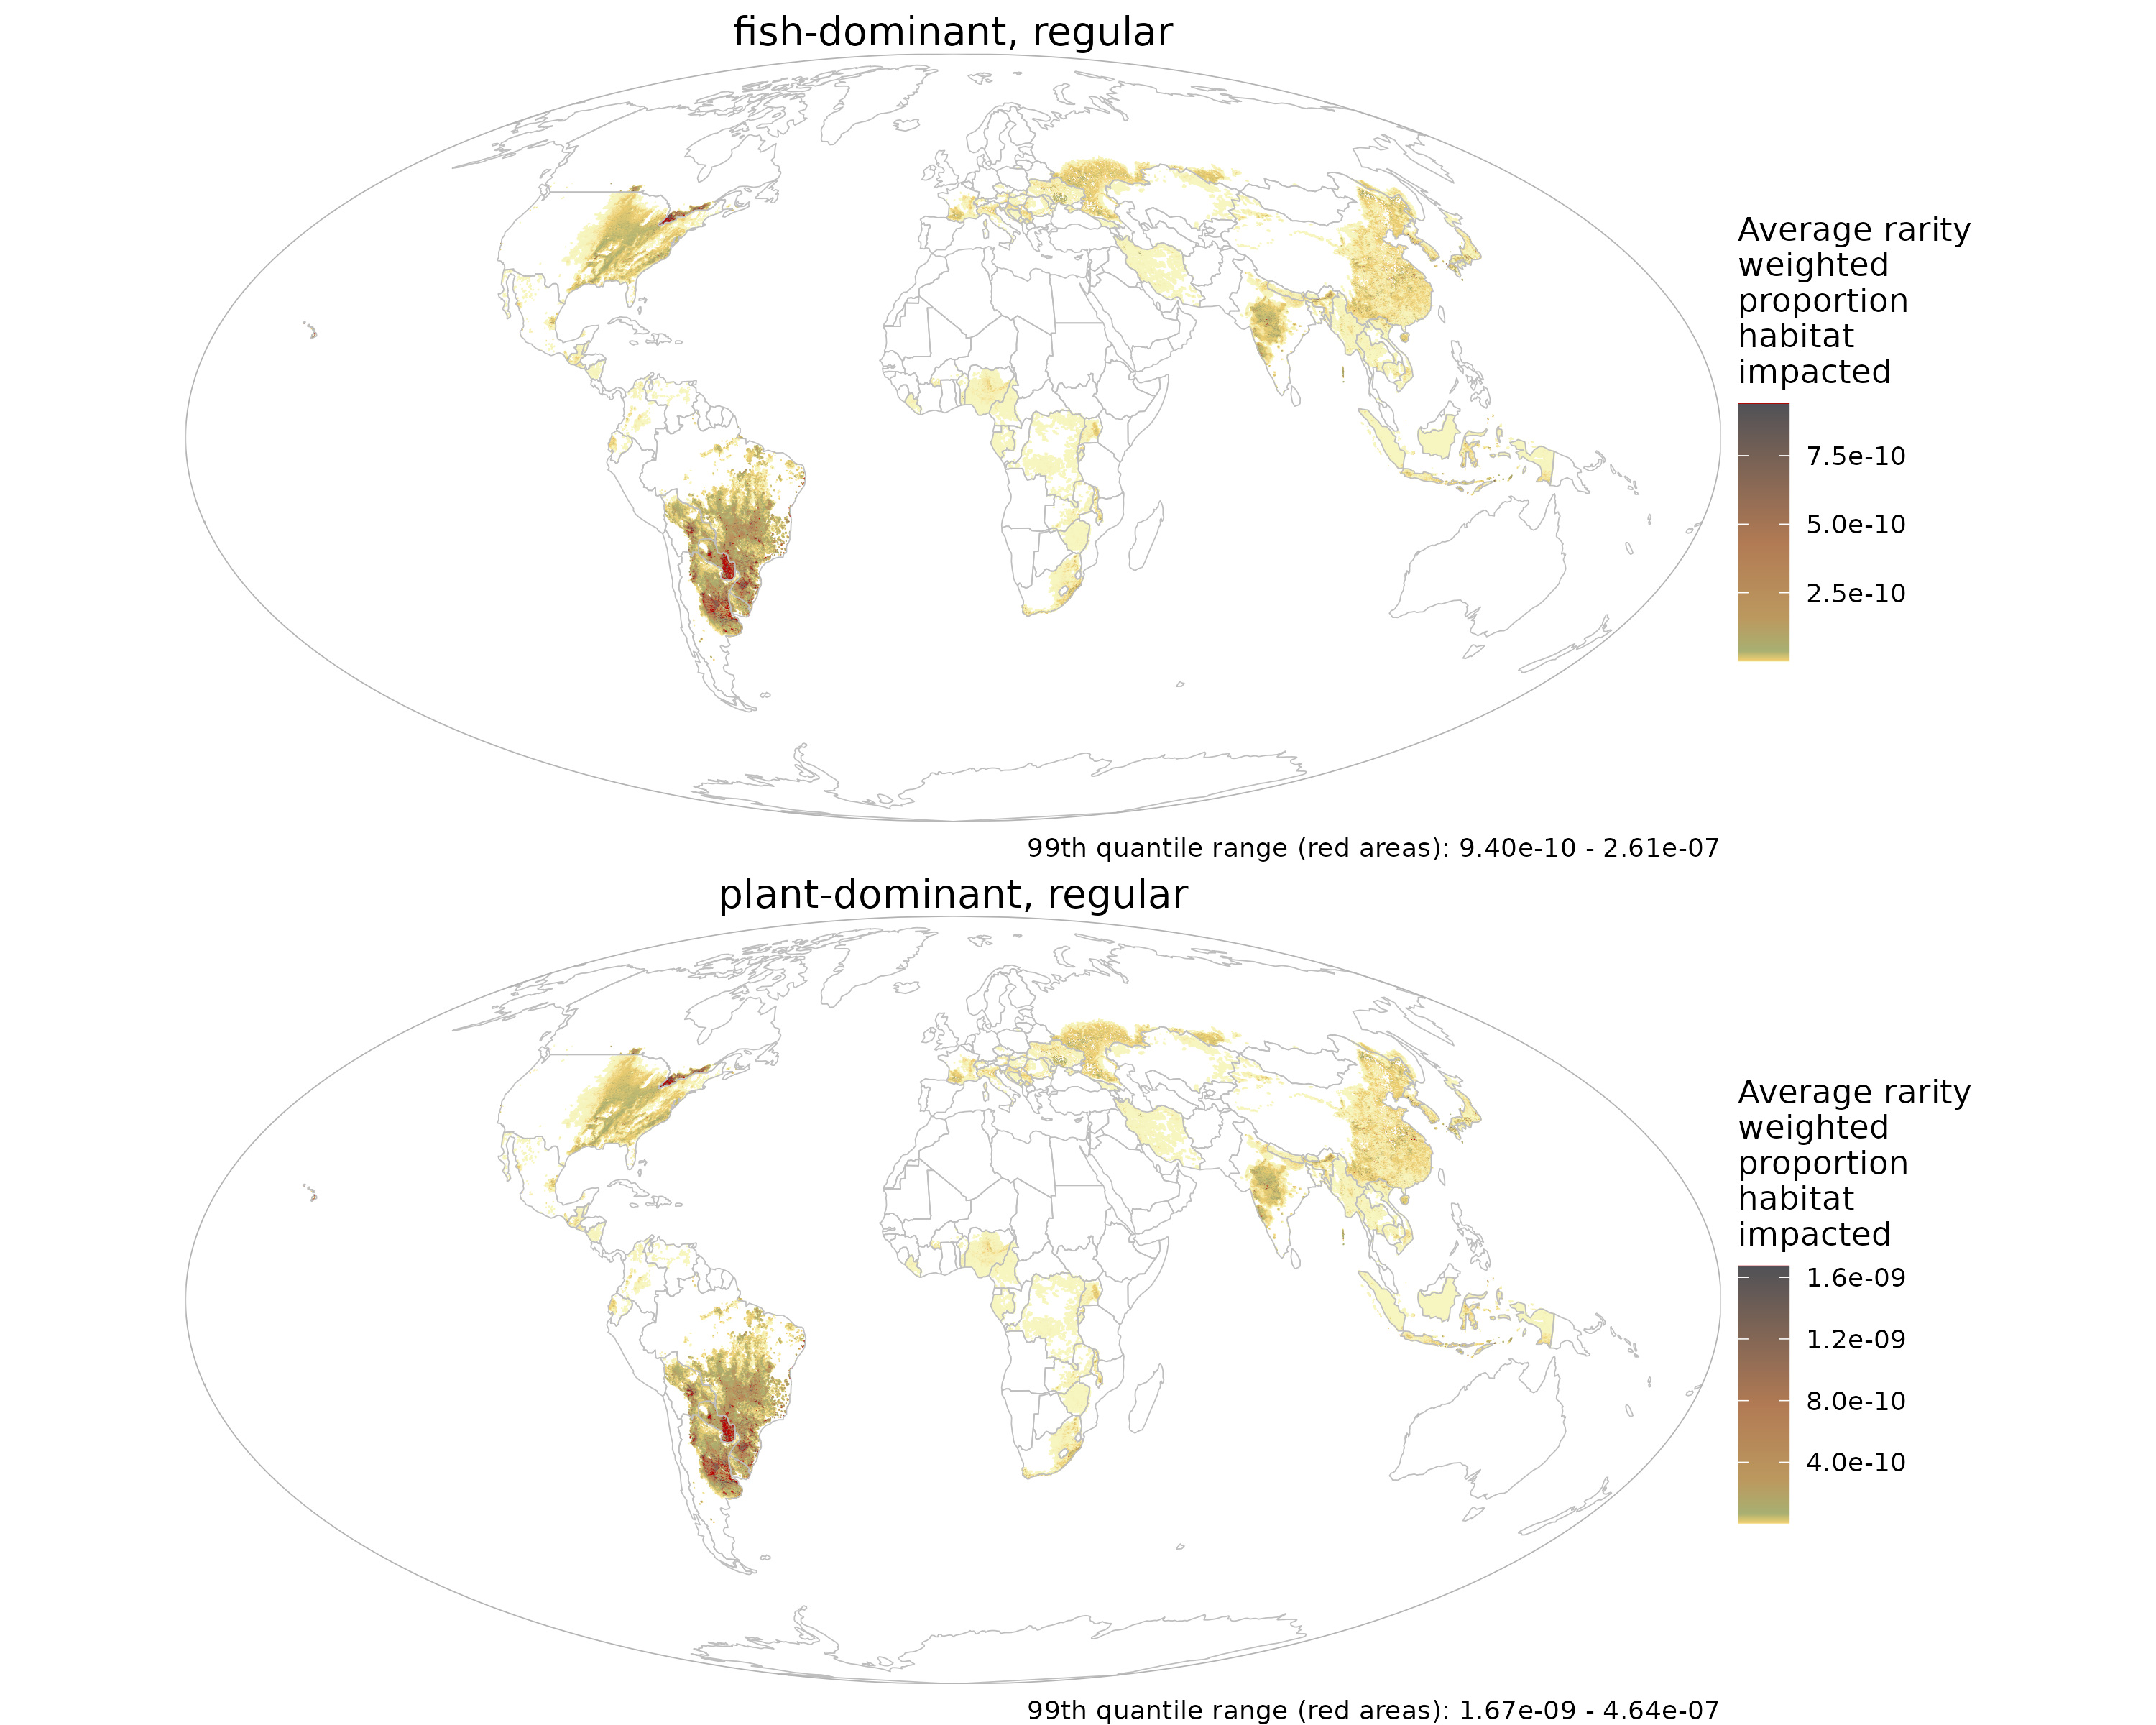 fish-dominant, regular
Average rarity
weighted
proportion
habitat
impacted
7.5e-10
5.0e-10
2.5e-10
99th quantile range (red areas): 9.40e-10 - 2.61e-07
plant-dominant, regular
Average rarity
weighted
proportion
habitat
impacted
1.6e-09
1.2e-09
8.0e-10
4.0e-10
99th quantile range (red areas): 1.67e-09 - 4.64e-07